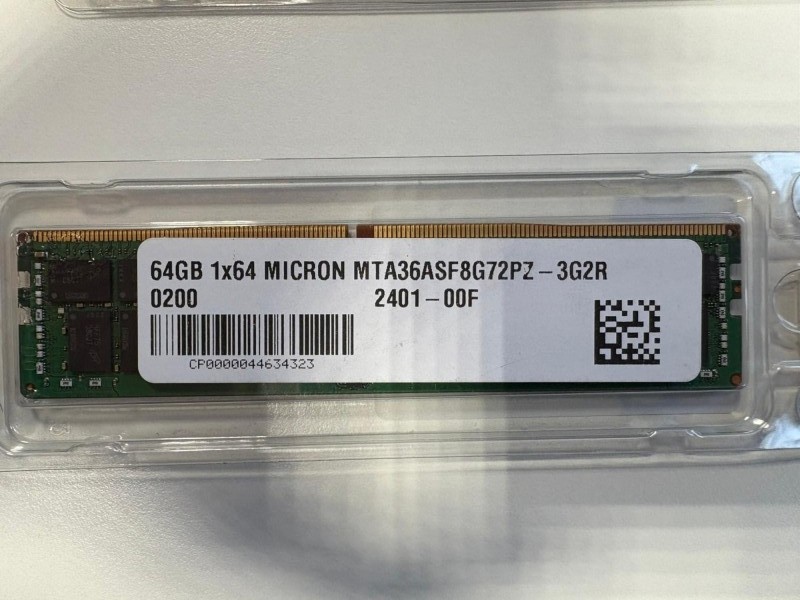 64GB 1x64 MICRON MTA36ASF8G72PZ-3G2R
0200 2401-00F
CP0000044634323